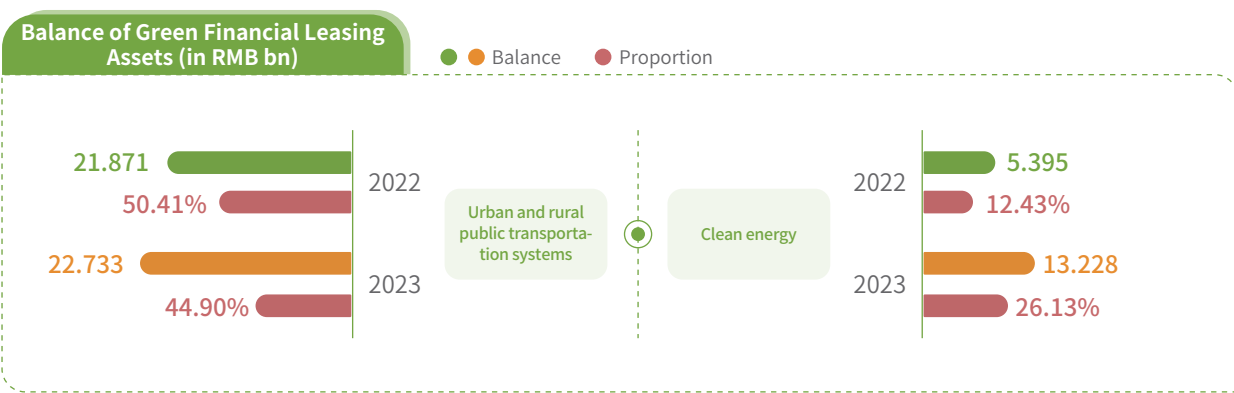 Balance of Green Financial Leasing
Assets (in RMB bn)
Balance
Proportion
21.871
50.41%
2022
22.733
44.90%
2023
Urban and rural
public transporta-
tion systems
Clean energy
2022
5.395
12.43%
2023
13.228
26.13%